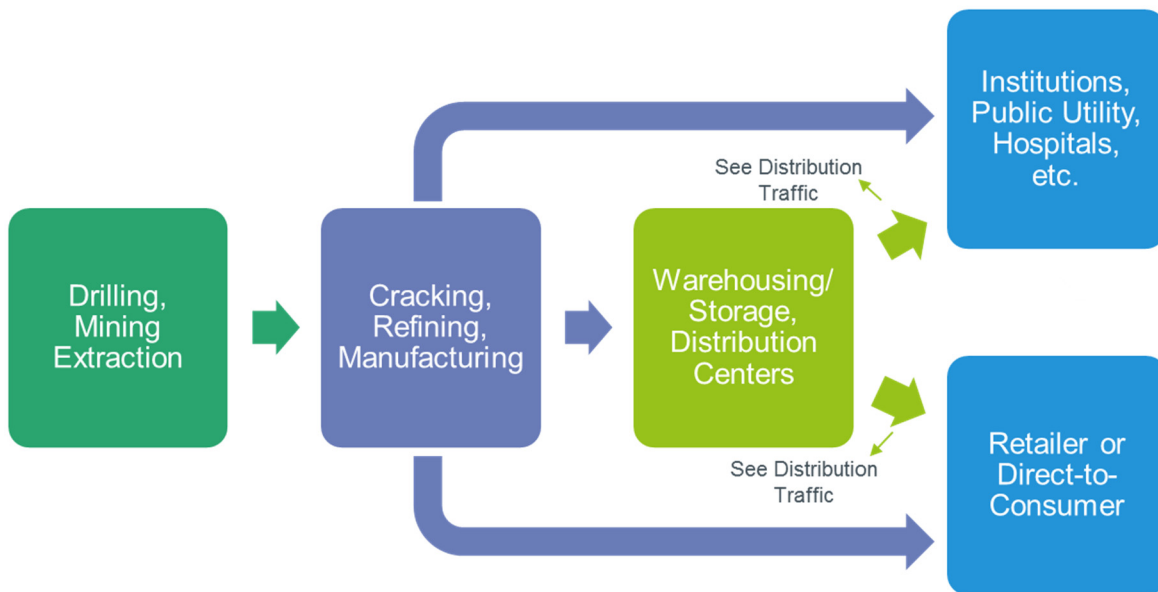 Drilling,
Mining
Extraction
Cracking,
Refining,
Manufacturing
Warehousing/
Storage,
Distribution
Centers
See Distribution
Traffic
See Distribution
Traffic
Institutions,
Public Utility,
Hospitals,
etc.
Retailer or
Direct-to-
Consumer